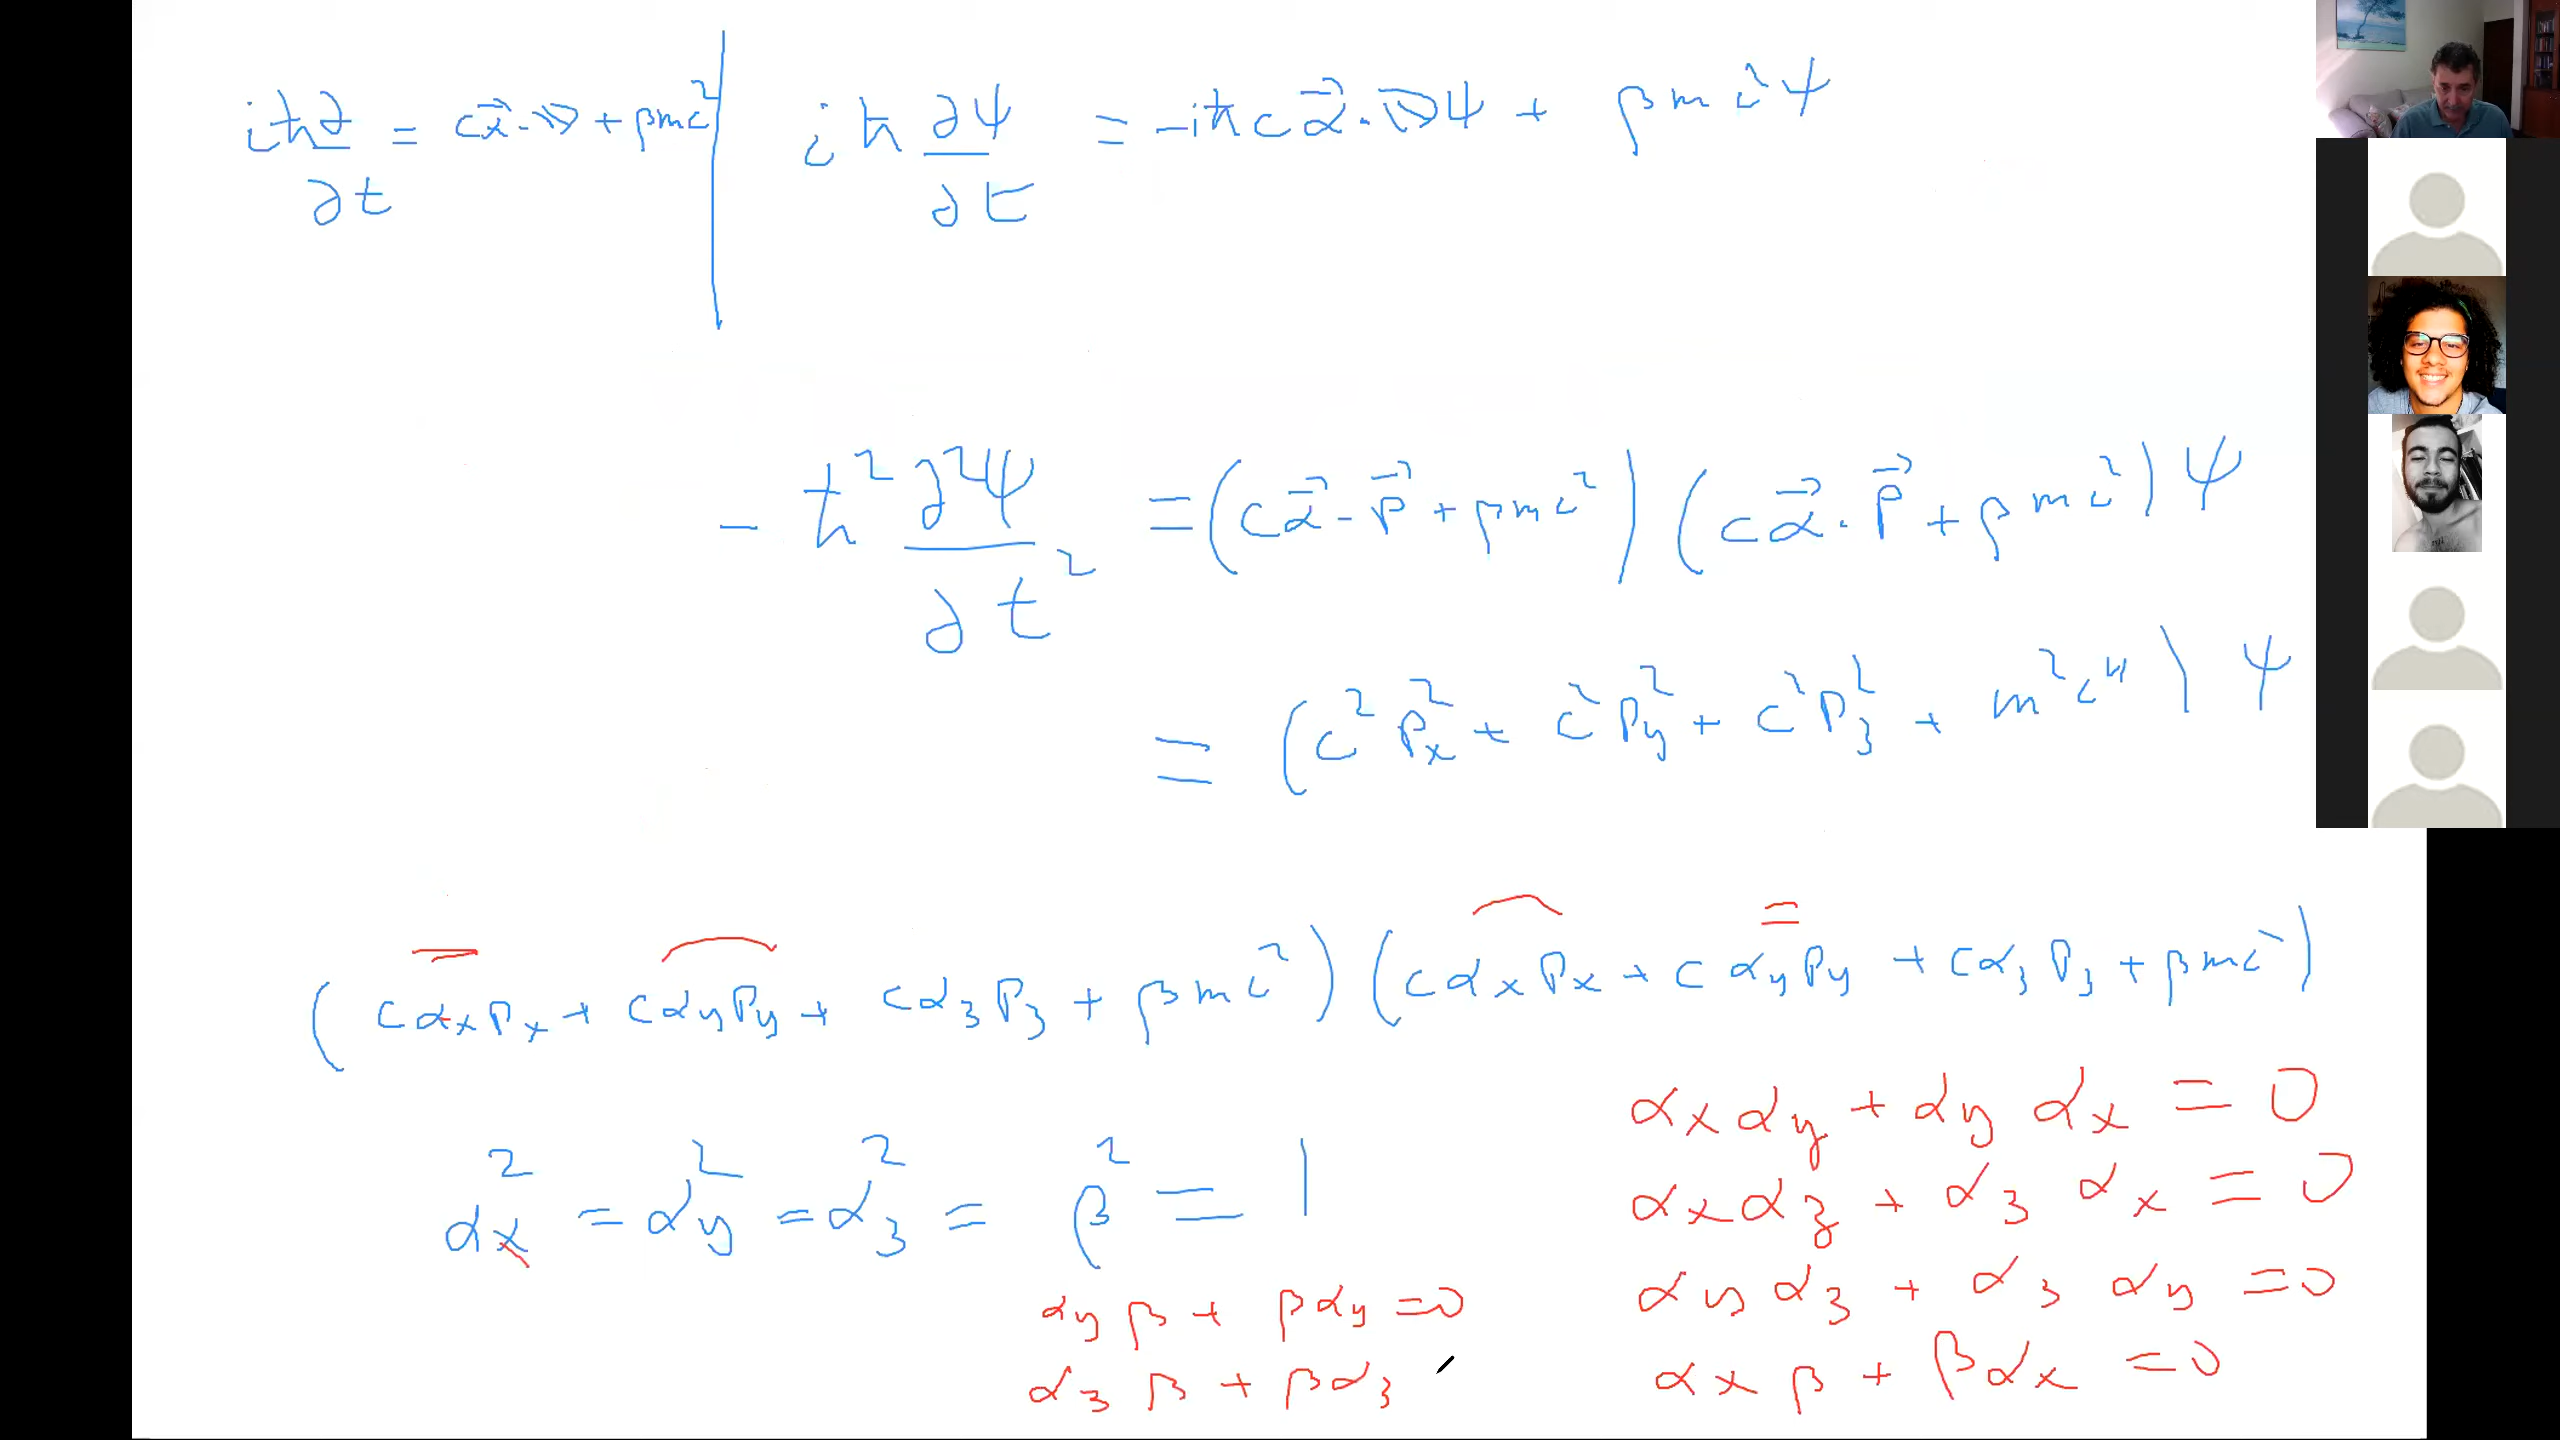 iħ ∂/∂t = cα⃗·∇ + βmc² | iħ ∂ψ/∂t = -iħcα⃗·∇ψ + βmc²ψ
-ħ² ∂²ψ/∂t² = (cα⃗·p⃗ + βmc²)(cα⃗·p⃗ + βmc²)ψ
= (c²Px² + c²Py² + c²Pz² + m²c⁴)ψ
(cαxPx + cαyPy + cαzPz + βmc²)(cαxPx + cαyPy + cαzPz + βmc²)
αx² = αy² = αz² = β² = 1
αxαy + αyαx = 0
αxαz + αzαx = 0
αyαz + αzαy = 0
αxβ + βαx = 0
αyβ + βαy = 0
αzβ + βαz